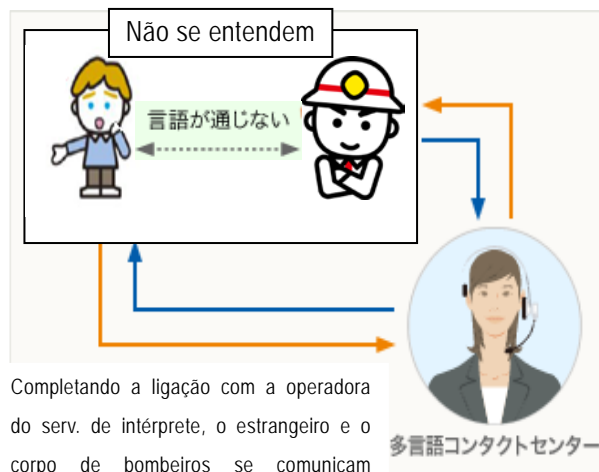 Não se entendem
言語が通じない
Completando a ligação com a operadora
do serv. de intérprete, o estrangeiro e o
corpo de bombeiros se comunicam
多言語コンタクトセンター